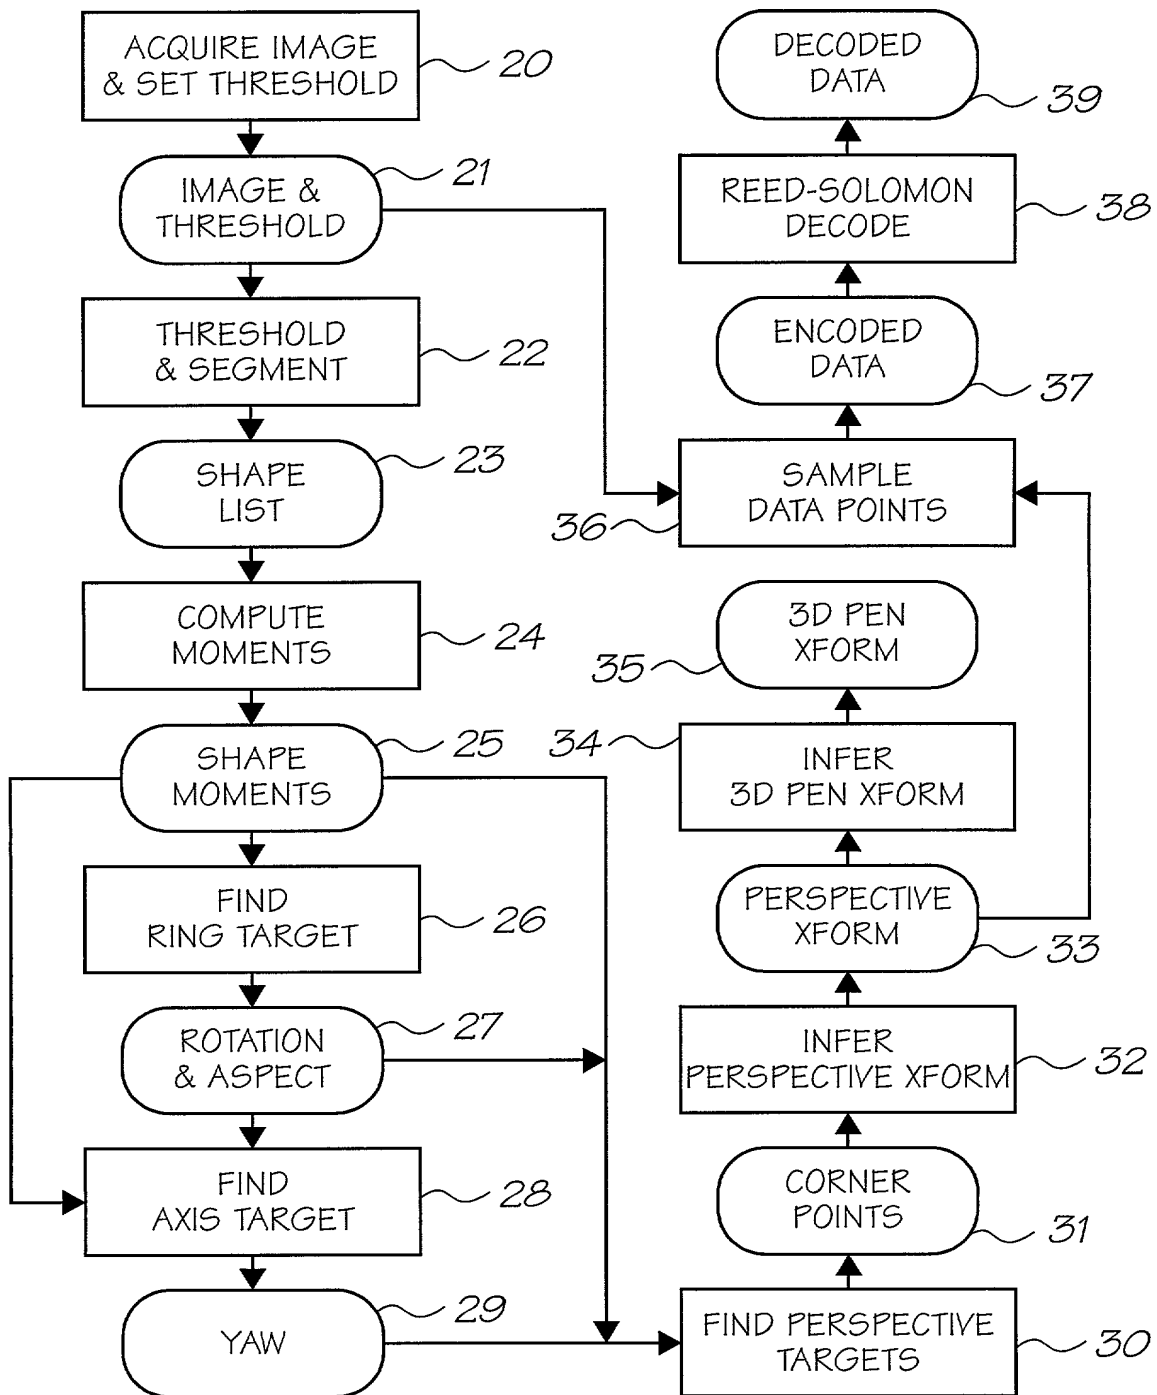 ACQUIRE IMAGE
& SET THRESHOLD
20
IMAGE &
THRESHOLD
21
THRESHOLD
& SEGMENT
22
SHAPE
LIST
23
COMPUTE
MOMENTS
24
SHAPE
MOMENTS
25
FIND
RING TARGET
26
ROTATION
& ASPECT
27
FIND
AXIS TARGET
28
YAW
29
DECODED
DATA
39
REED-SOLOMON
DECODE
38
ENCODED
DATA
37
SAMPLE
DATA POINTS
36
3D PEN
XFORM
35
34
INFER
3D PEN XFORM
PERSPECTIVE
XFORM
33
INFER
PERSPECTIVE XFORM
32
CORNER
POINTS
31
FIND PERSPECTIVE
TARGETS
30